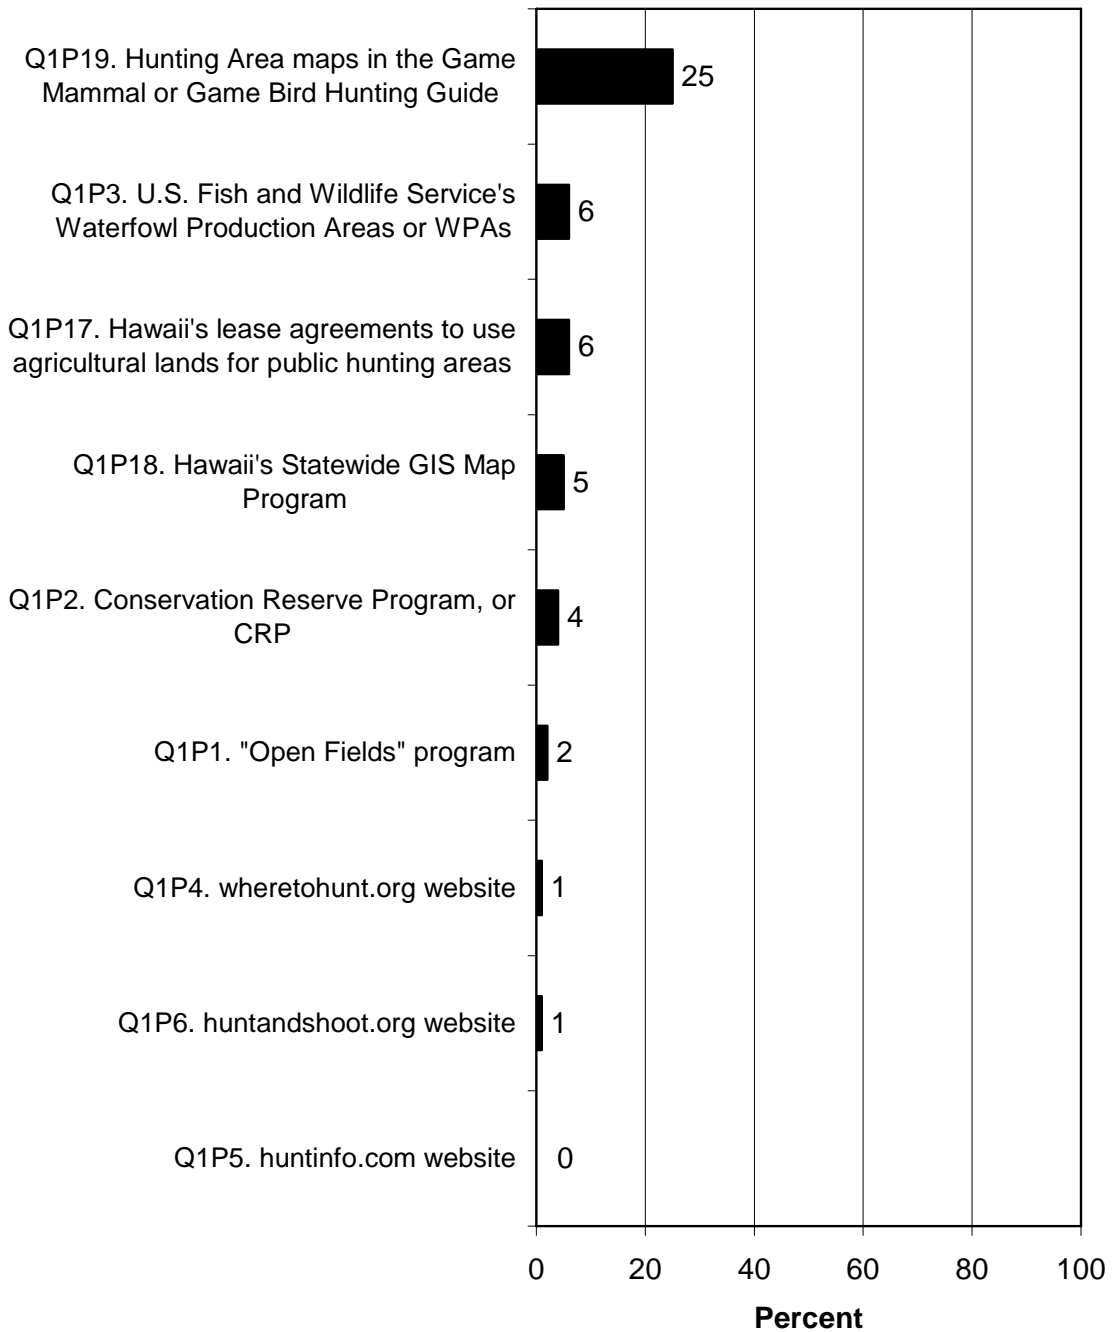 Q1P19. Hunting Area maps in the Game
Mammal or Game Bird Hunting Guide
25
Q1P3. U.S. Fish and Wildlife Service's
Waterfowl Production Areas or WPAs
6
Q1P17. Hawaii's lease agreements to use
agricultural lands for public hunting areas
6
Q1P18. Hawaii's Statewide GIS Map
Program
5
Q1P2. Conservation Reserve Program, or
CRP
4
Q1P1. "Open Fields" program
2
Q1P4. wheretohunt.org website
1
Q1P6. huntandshoot.org website
1
Q1P5. huntinfo.com website
0
0 20 40 60 80 100
Percent